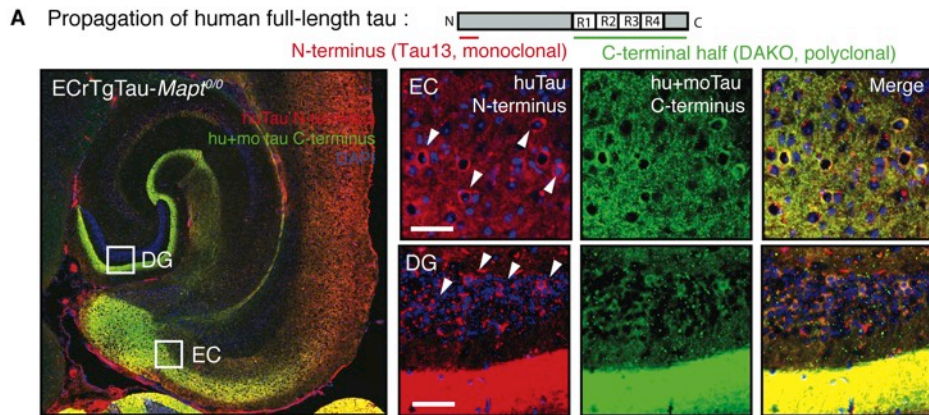 A Propagation of human full-length tau :
N R1 R2 R3 R4 C
N-terminus (Tau13, monoclonal)
C-terminal half (DAKO, polyclonal)
ECrTgTau-Mapt0/0
huTau N-terminus
hu+mo tau C-terminus
DAPI
DG
EC
EC
huTau
N-terminus
hu+moTau
C-terminus
Merge
DG